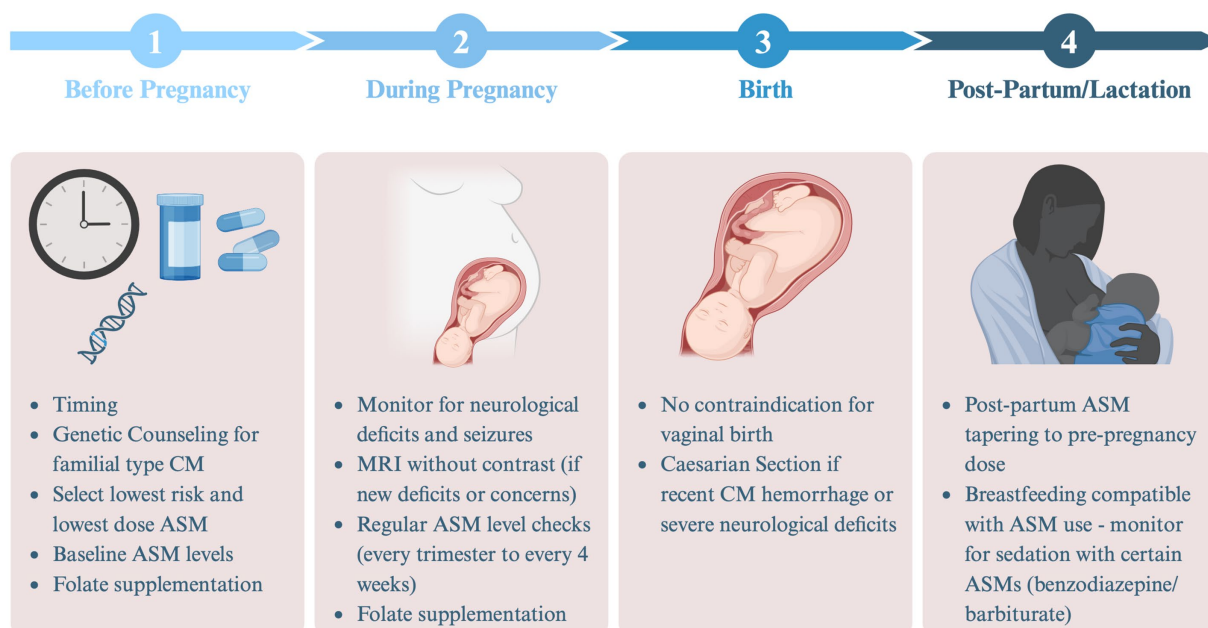 1
Before Pregnancy
2
During Pregnancy
3
Birth
4
Post-Partum/Lactation
• Timing
• Genetic Counseling for
familial type CM
• Select lowest risk and
lowest dose ASM
• Baseline ASM levels
• Folate supplementation
• Monitor for neurological
deficits and seizures
• MRI without contrast (if
new deficits or concerns)
• Regular ASM level checks
(every trimester to every 4
weeks)
• Folate supplementation
• No contraindication for
vaginal birth
• Caesarian Section if
recent CM hemorrhage or
severe neurological deficits
• Post-partum ASM
tapering to pre-pregnancy
dose
• Breastfeeding compatible
with ASM use - monitor
for sedation with certain
ASMs (benzodiazepine/
barbiturate)